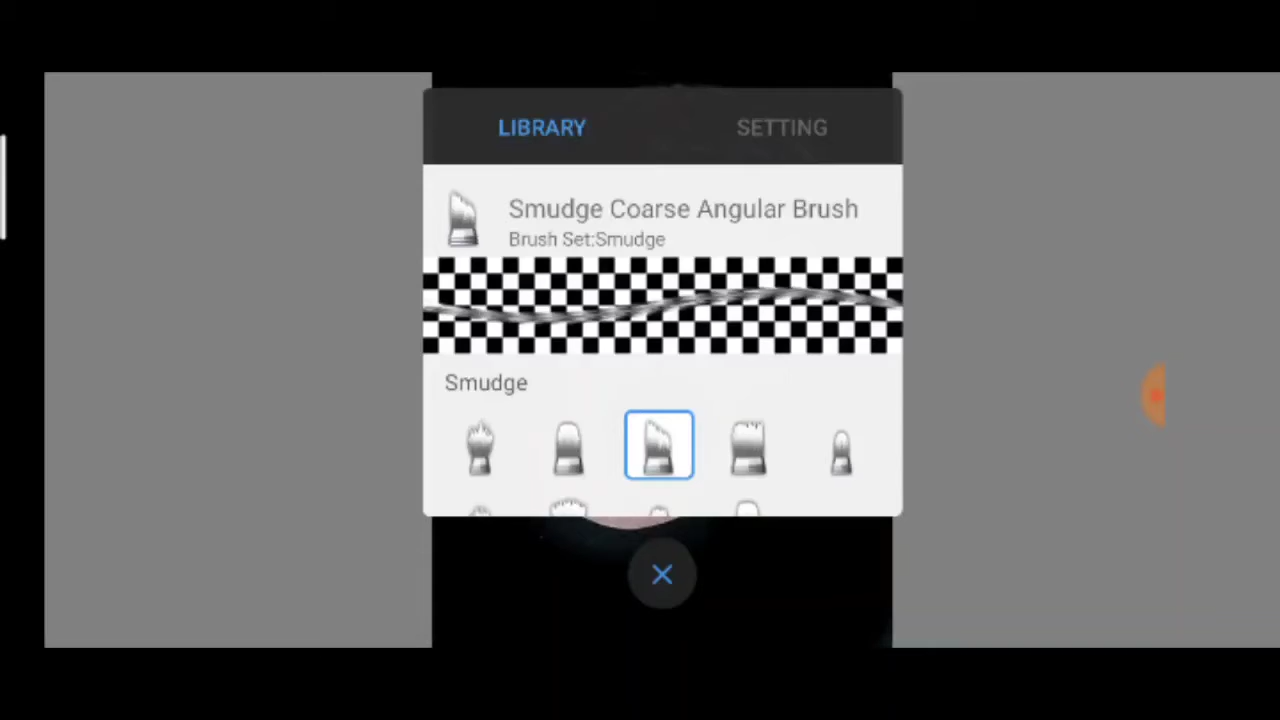 LIBRARY SETTING
Smudge Coarse Angular Brush
Brush Set:Smudge
Smudge